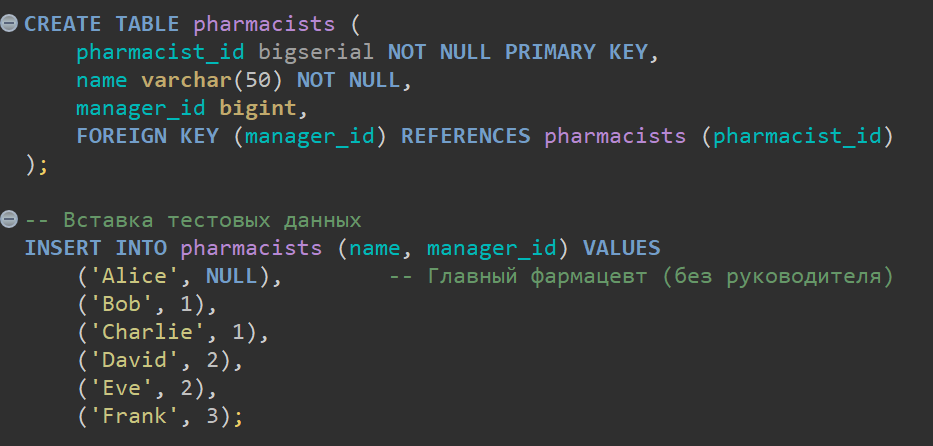 CREATE TABLE pharmacists (
    pharmacist_id bigserial NOT NULL PRIMARY KEY,
    name varchar(50) NOT NULL,
    manager_id bigint,
    FOREIGN KEY (manager_id) REFERENCES pharmacists (pharmacist_id)
);
-- Вставка тестовых данных
INSERT INTO pharmacists (name, manager_id) VALUES
    ('Alice', NULL),        -- Главный фармацевт (без руководителя)
    ('Bob', 1),
    ('Charlie', 1),
    ('David', 2),
    ('Eve', 2),
    ('Frank', 3);